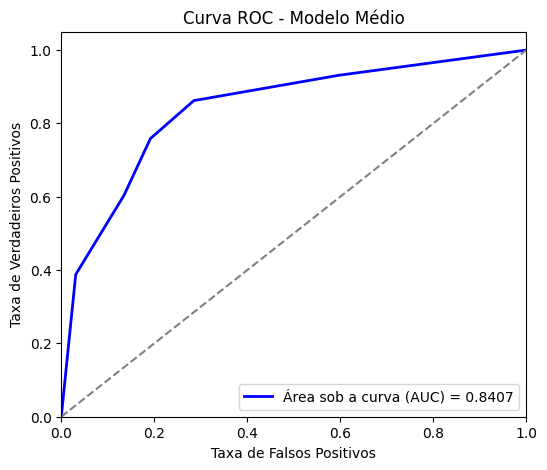 Curva ROC - Modelo Médio
Taxa de Verdadeiros Positivos
1.0
0.8
0.6
0.4
0.2
0.0
0.0 0.2 0.4 0.6 0.8 1.0
Área sob a curva (AUC) = 0.8407
Taxa de Falsos Positivos